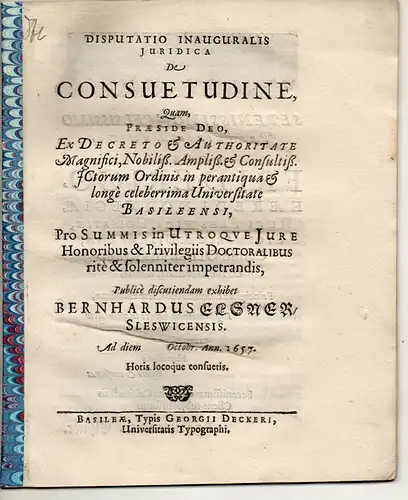 DISPUTATIO INAUGURALIS
JURIDICA
De
CONSUETUDINE,
Quam,
PRÆSIDE DEO,
Ex DECRETO & AUTHORITATE
Magnifici, Nobiliß. Ampliß. & Consultiß.
JCtorum Ordinis in perantiqua &
longè celeberrima Universitate
BASILEENSI,
Pro SUMMIS in UTROQVE JURE
Honoribus & Privilegiis DOCTORALIBUS
ritè & solenniter impetrandis,
Publicè discutiendam exhibet
BERNHARDUS ELSNER/
SLESWICENSIS.
Ad diem Octobr. Ann. 1657.
Horis locoque consuetis.
BASILEÆ, Typis GEORGII DECKERI,
Universitatis Typographi.